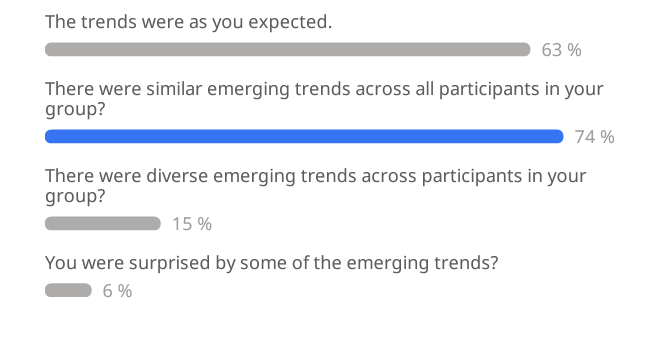 The trends were as you expected.
63 %
There were similar emerging trends across all participants in your
group?
74 %
There were diverse emerging trends across participants in your
group?
15 %
You were surprised by some of the emerging trends?
6 %